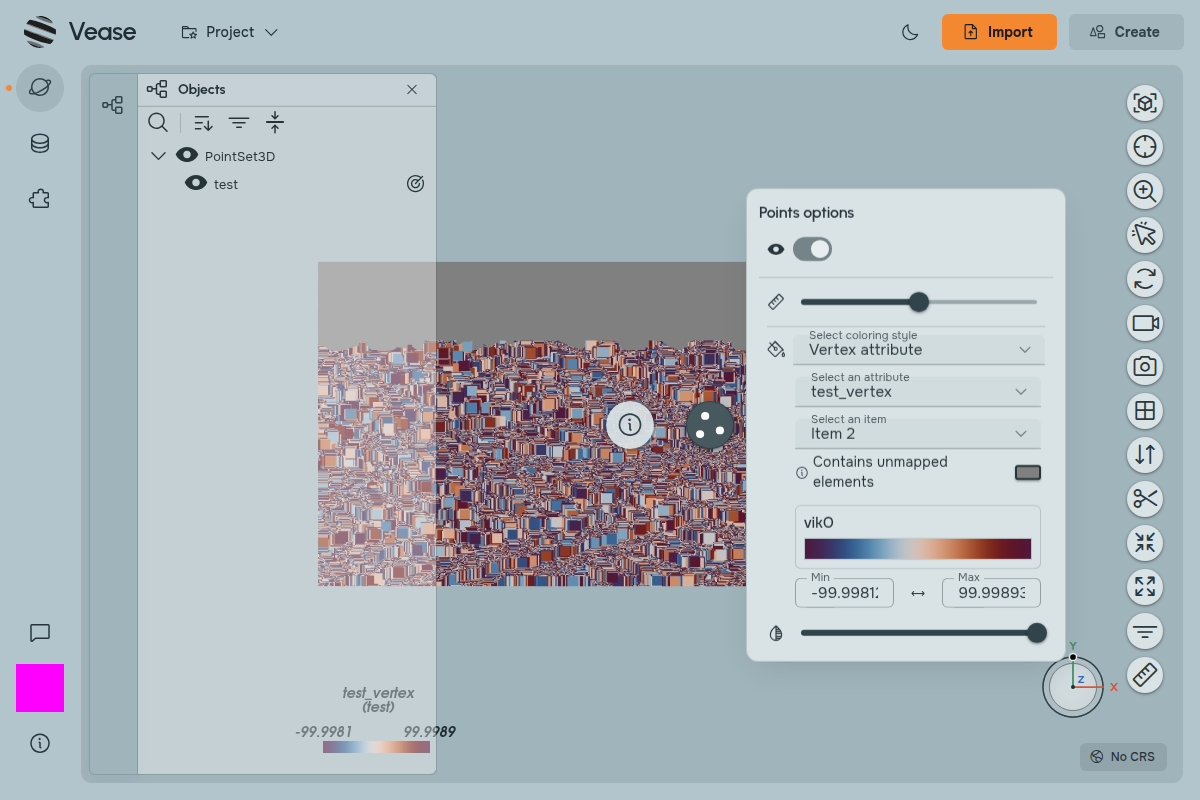 Vease
Project
Import
Create
Objects
PointSet3D
test
Points options
Select coloring style
Vertex attribute
Select an attribute
test_vertex
Select an item
Item 2
Contains unmapped
elements
vikO
Min
-99.9981
Max
99.99893
test_vertex
(test)
-99.9981
99.9989
Y
Z
X
No CRS